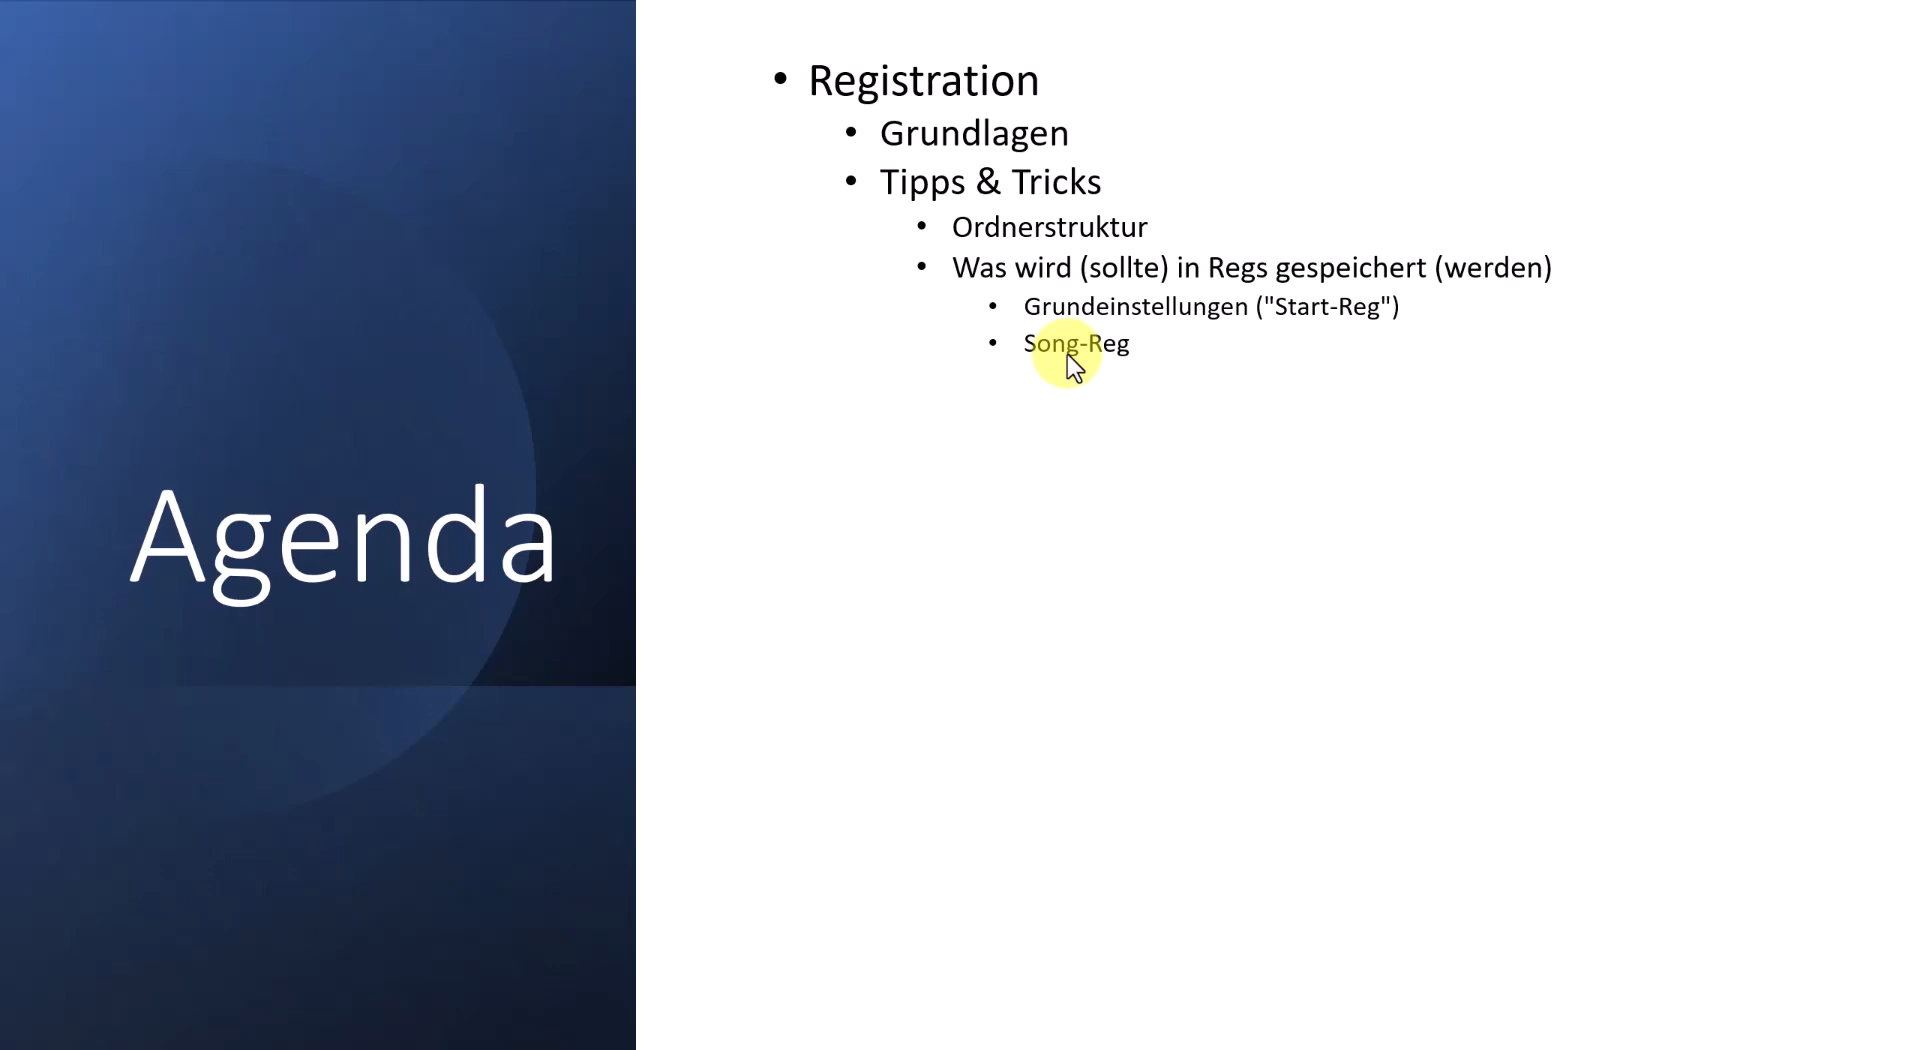 Agenda
• Registration
• Grundlagen
• Tipps & Tricks
• Ordnerstruktur
• Was wird (sollte) in Regs gespeichert (werden)
• Grundeinstellungen ("Start-Reg")
• Song-Reg